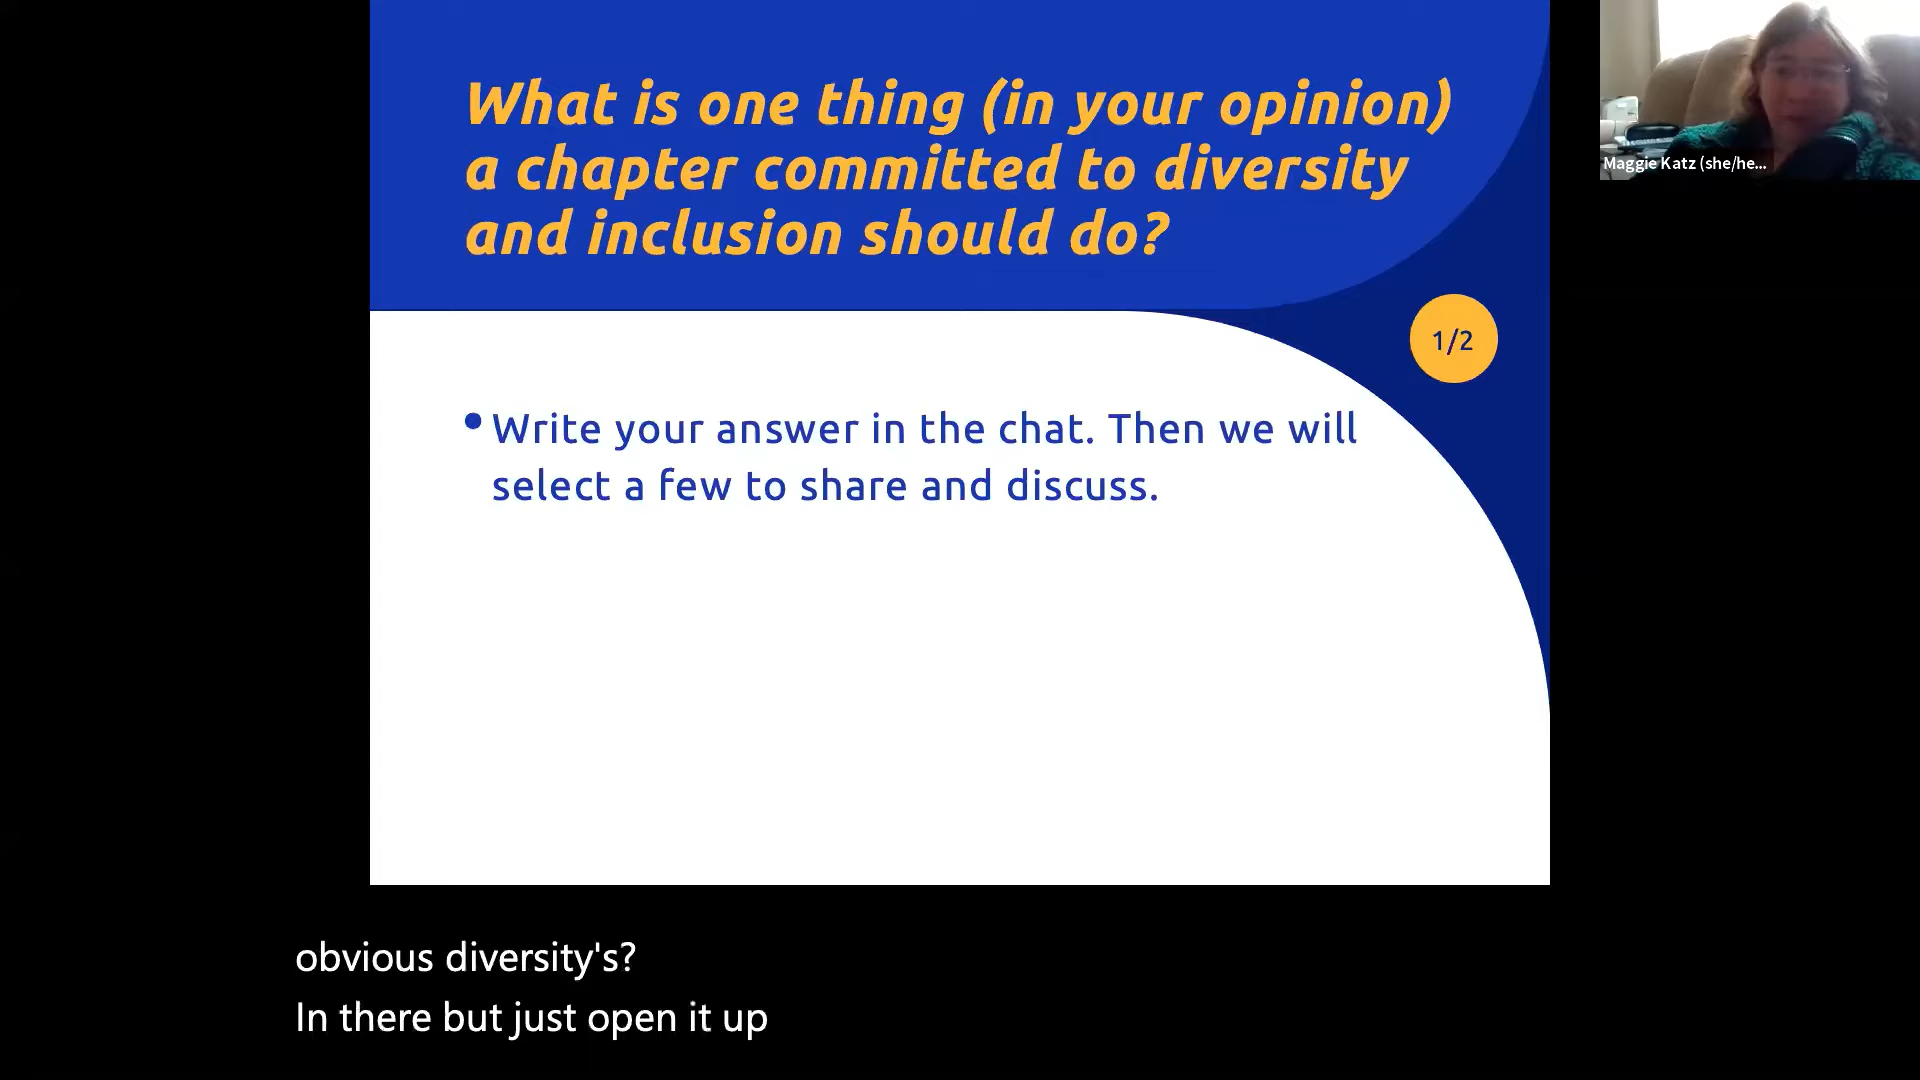 What is one thing (in your opinion)
a chapter committed to diversity
and inclusion should do?
1/2
• Write your answer in the chat. Then we will
select a few to share and discuss.
Maggie Katz (she/he...
obvious diversity's?
In there but just open it up